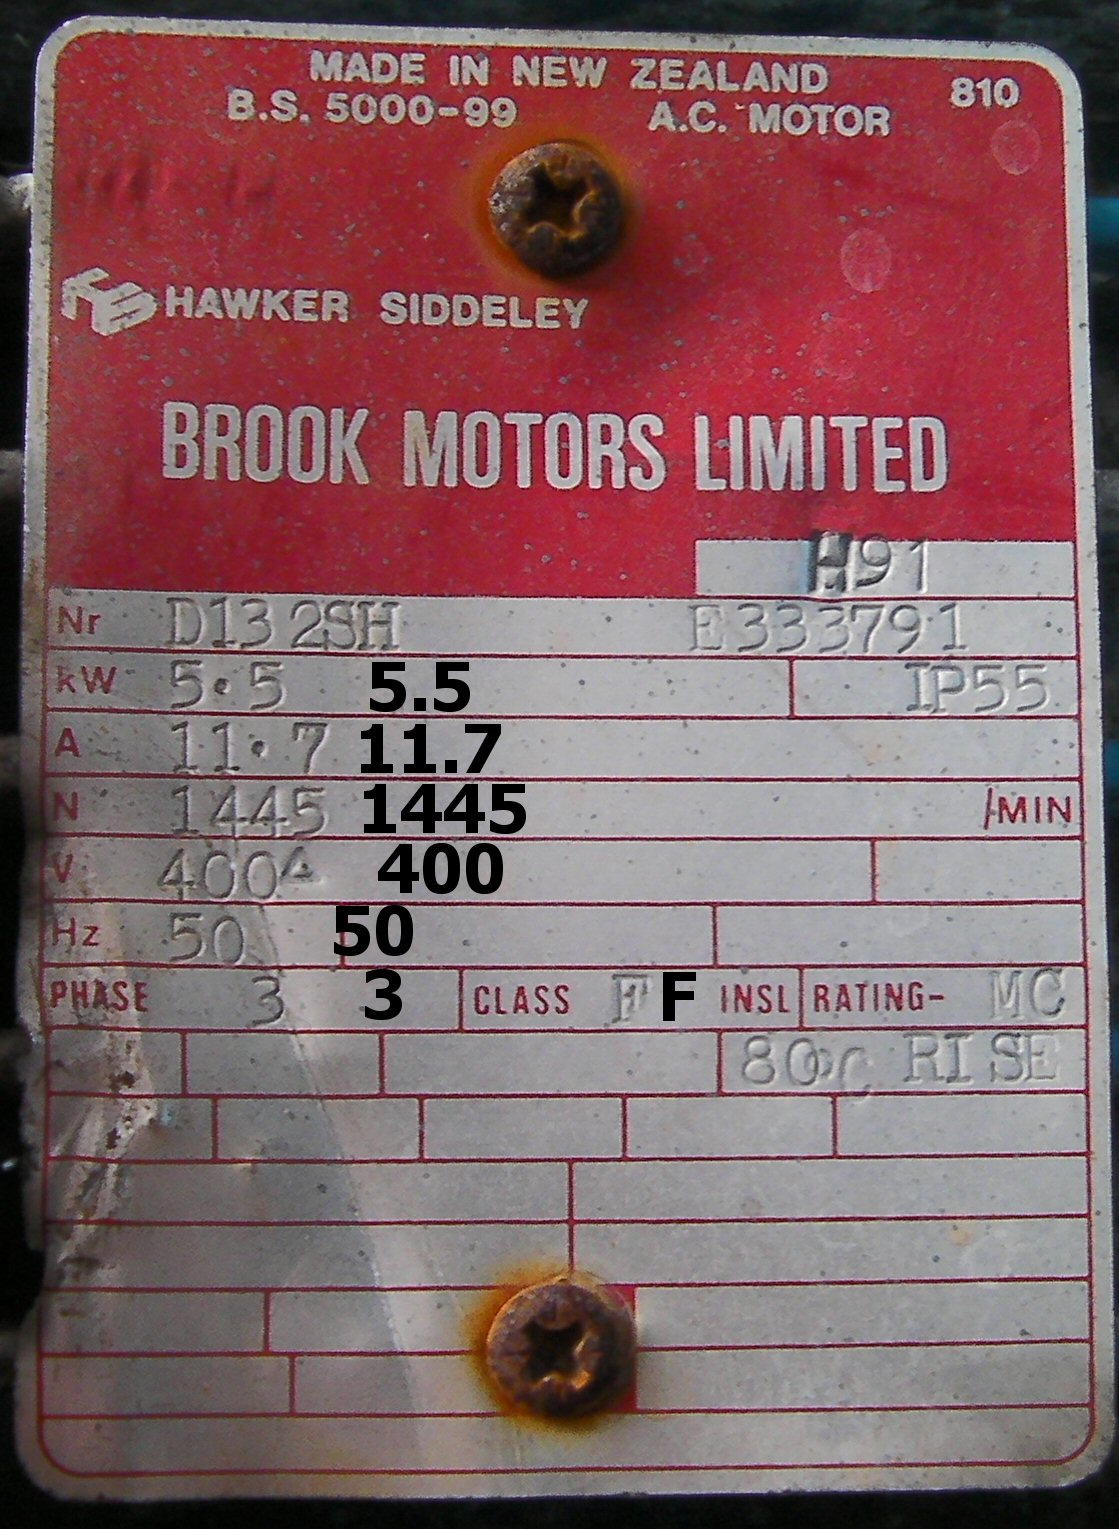 MADE IN NEW ZEALAND 810
B.S. 5000-99 A.C. MOTOR
HAWKER SIDDELEY
BROOK MOTORS LIMITED
H91
Nr D132SH E333791
kW 5.5 5.5 IP55
A 11.7 11.7
N 1445 1445 /MIN
V 400∆ 400
Hz 50 50
PHASE 3 3 CLASS F F INSL RATING- MC
80°C RISE